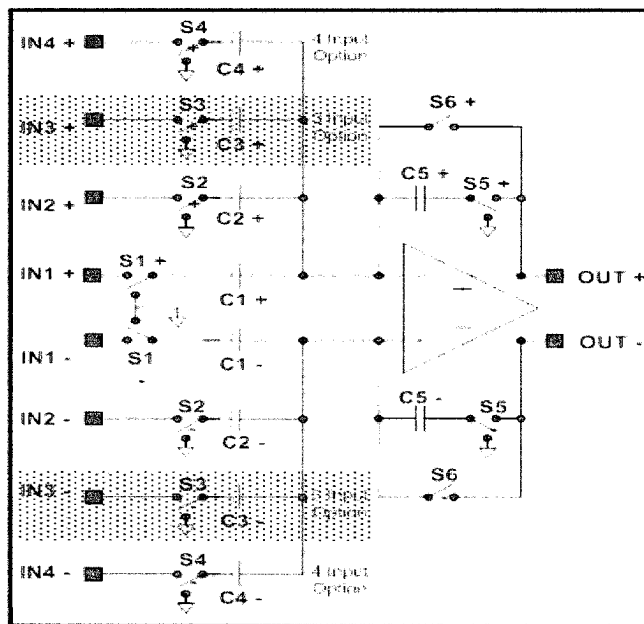 IN4 +
S4
+
C4 +
4 Input
Option
IN3 +
S3
+
C3 +
3 Input
Option
S6 +
IN2 +
S2
+
C2 +
C5 +
S5 +
IN1 +
S1 +
C1 +
OUT +
IN1 -
S1
-
C1 -
OUT -
IN2 -
S2
C2 -
C5 -
S5
IN3 -
S3
C3 -
3 Input
Option
S6
IN4 -
S4
C4 -
4 Input
Option